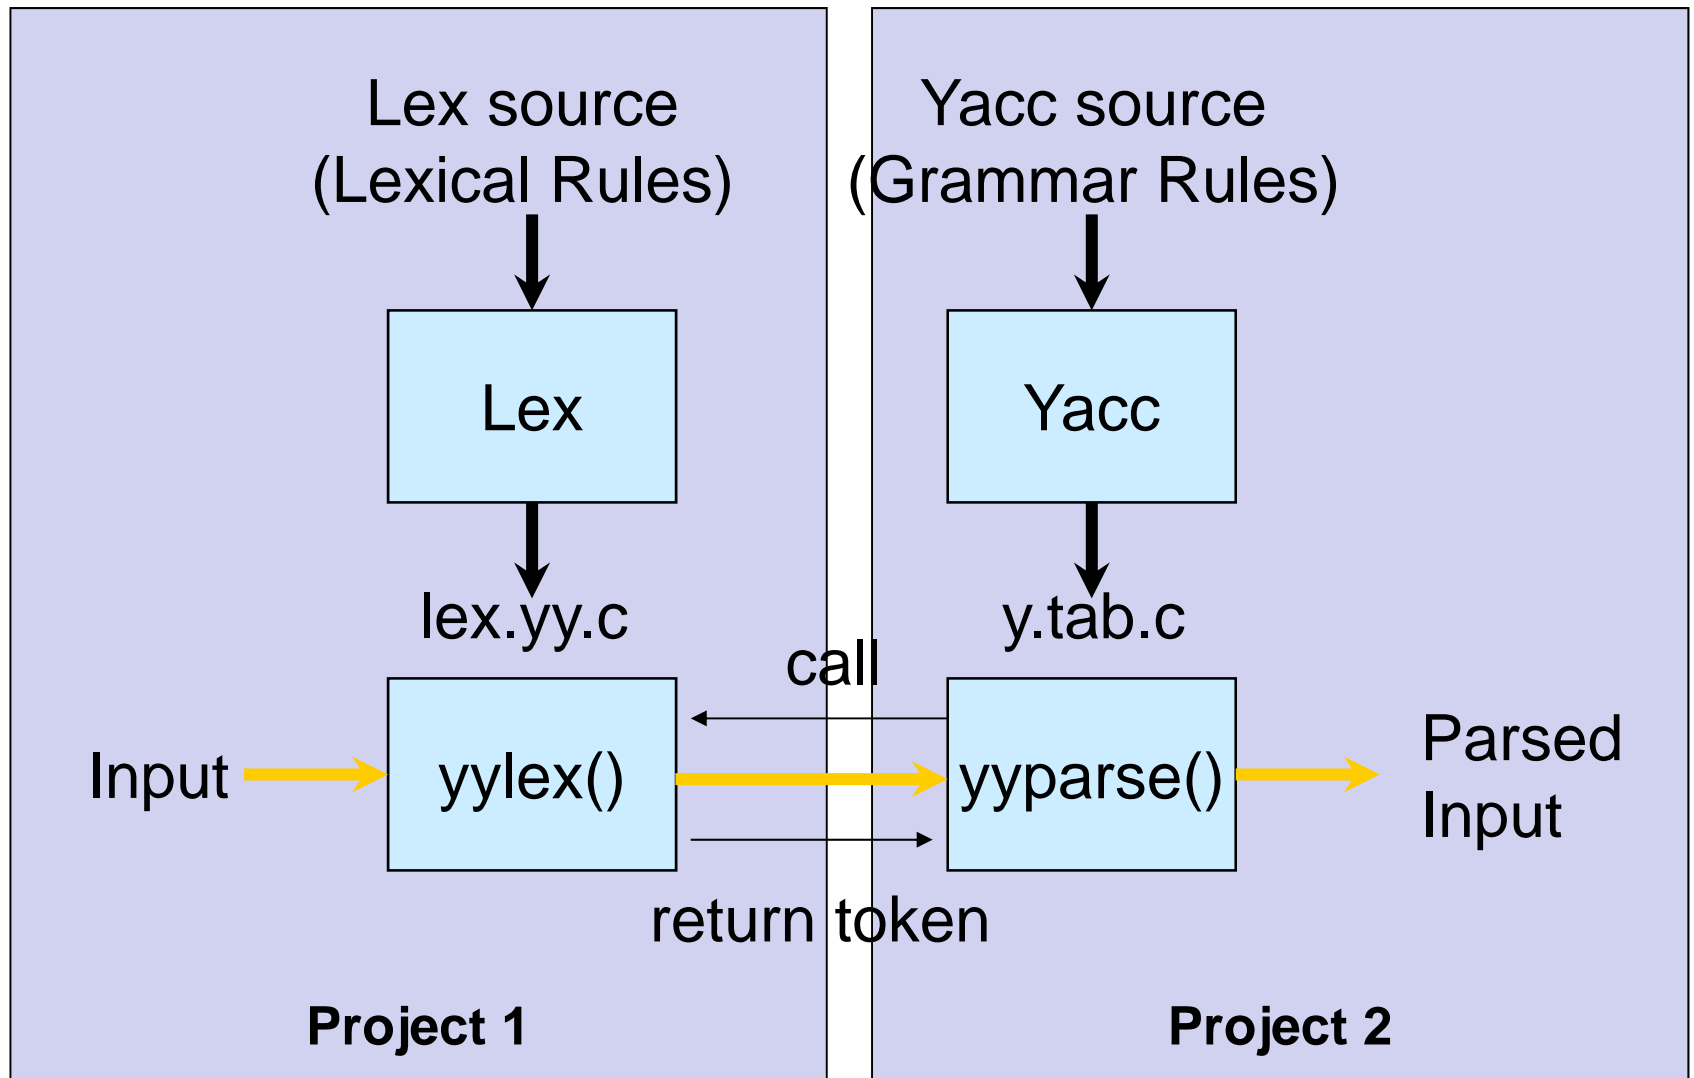 Lex source
(Lexical Rules)
Yacc source
(Grammar Rules)
Lex
Yacc
lex.yy.c
y.tab.c
call
Input
yylex()
yyparse()
Parsed
Input
return token
Project 1
Project 2